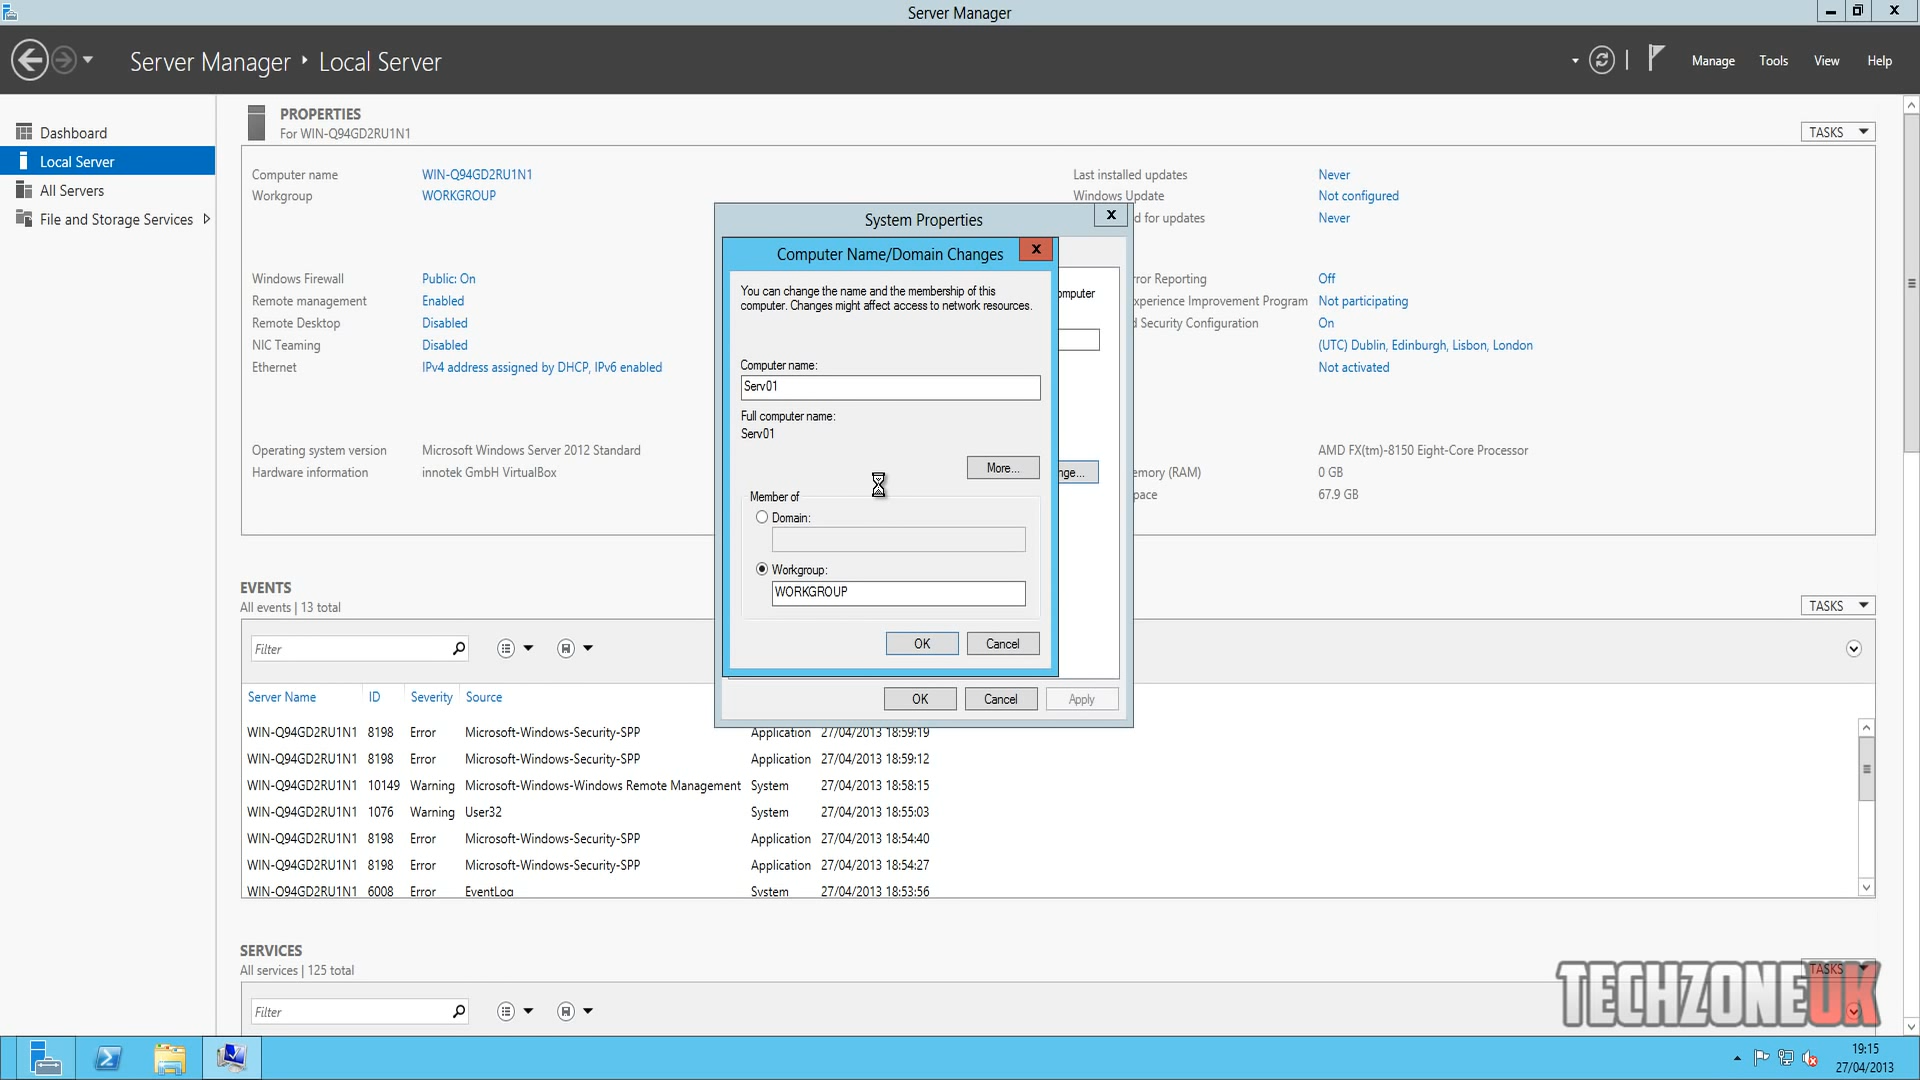 Server Manager
Server Manager ‣ Local Server
Manage Tools View Help
Dashboard
Local Server
All Servers
File and Storage Services
PROPERTIES
For WIN-Q94GD2RU1N1
TASKS
Computer name WIN-Q94GD2RU1N1
Workgroup WORKGROUP
Last installed updates Never
Windows Update Not configured
d for updates Never
Windows Firewall Public: On
Remote management Enabled
Remote Desktop Disabled
NIC Teaming Disabled
Ethernet IPv4 address assigned by DHCP, IPv6 enabled
rror Reporting Off
xperience Improvement Program Not participating
d Security Configuration On
(UTC) Dublin, Edinburgh, Lisbon, London
Not activated
Operating system version Microsoft Windows Server 2012 Standard
Hardware information innotek GmbH VirtualBox
AMD FX(tm)-8150 Eight-Core Processor
emory (RAM) 0 GB
pace 67.9 GB
System Properties
omputer
nge...
OK Cancel Apply
Computer Name/Domain Changes
You can change the name and the membership of this
computer. Changes might affect access to network resources.
Computer name:
Serv01
Full computer name:
Serv01
More...
Member of
Domain:
Workgroup:
WORKGROUP
OK Cancel
EVENTS
All events | 13 total
TASKS
Filter
Server Name ID Severity Source
WIN-Q94GD2RU1N1 8198 Error Microsoft-Windows-Security-SPP Application 27/04/2013 18:59:19
WIN-Q94GD2RU1N1 8198 Error Microsoft-Windows-Security-SPP Application 27/04/2013 18:59:12
WIN-Q94GD2RU1N1 10149 Warning Microsoft-Windows-Windows Remote Management System 27/04/2013 18:58:15
WIN-Q94GD2RU1N1 1076 Warning User32 System 27/04/2013 18:55:03
WIN-Q94GD2RU1N1 8198 Error Microsoft-Windows-Security-SPP Application 27/04/2013 18:54:40
WIN-Q94GD2RU1N1 8198 Error Microsoft-Windows-Security-SPP Application 27/04/2013 18:54:27
WIN-Q94GD2RU1N1 6008 Error EventLog System 27/04/2013 18:53:56
SERVICES
All services | 125 total
TASKS
Filter
TECHZONEUK
19:15
27/04/2013